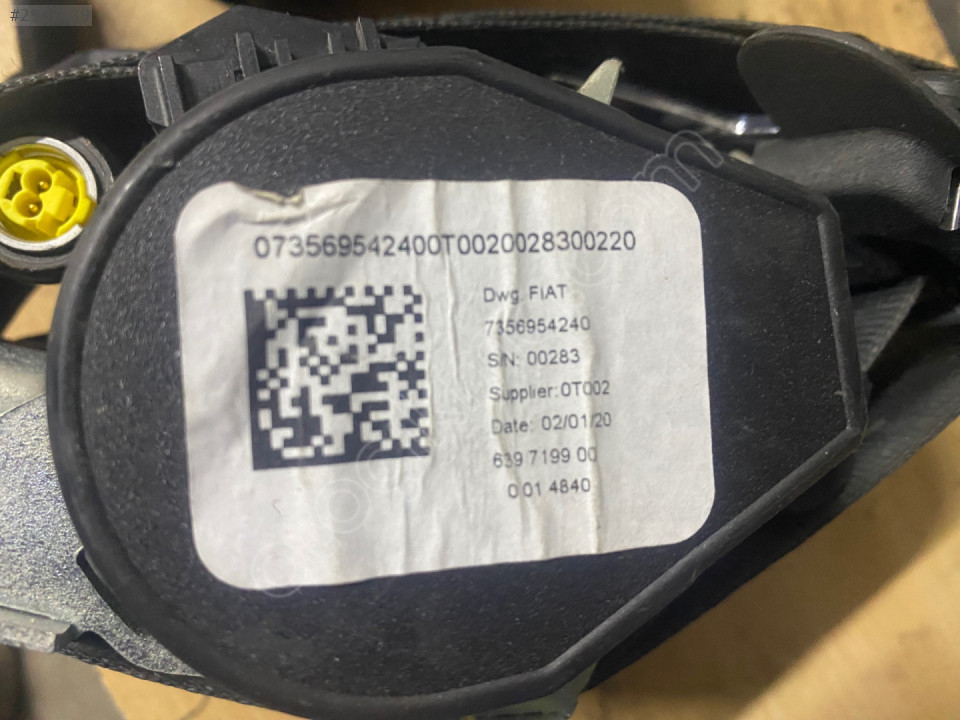 073569542400T0020028300220
Dwg. FIAT
7356954240
S/N: 00283
Supplier: 0T002
Date: 02/01/20
639 7199 00
0 01 4840